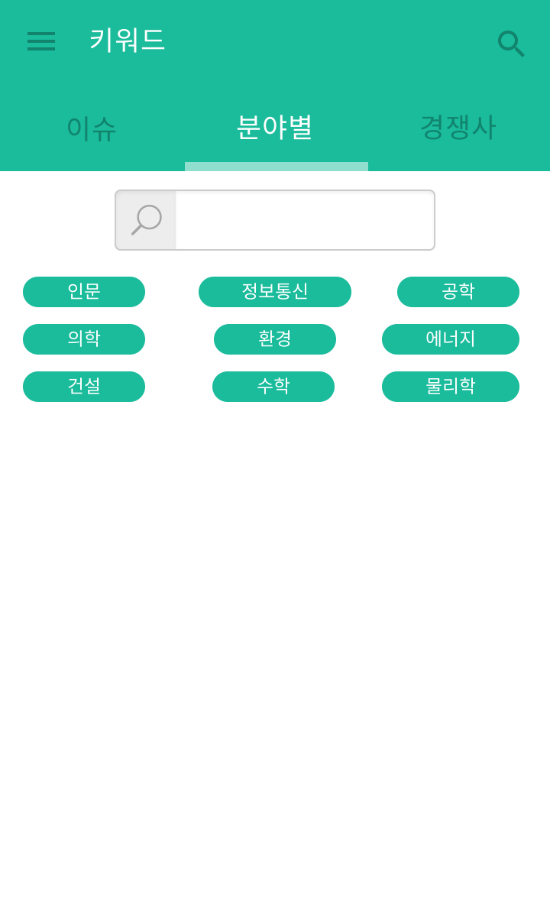 키워드
이슈 분야별 경쟁사
인문 정보통신 공학
의학 환경 에너지
건설 수학 물리학